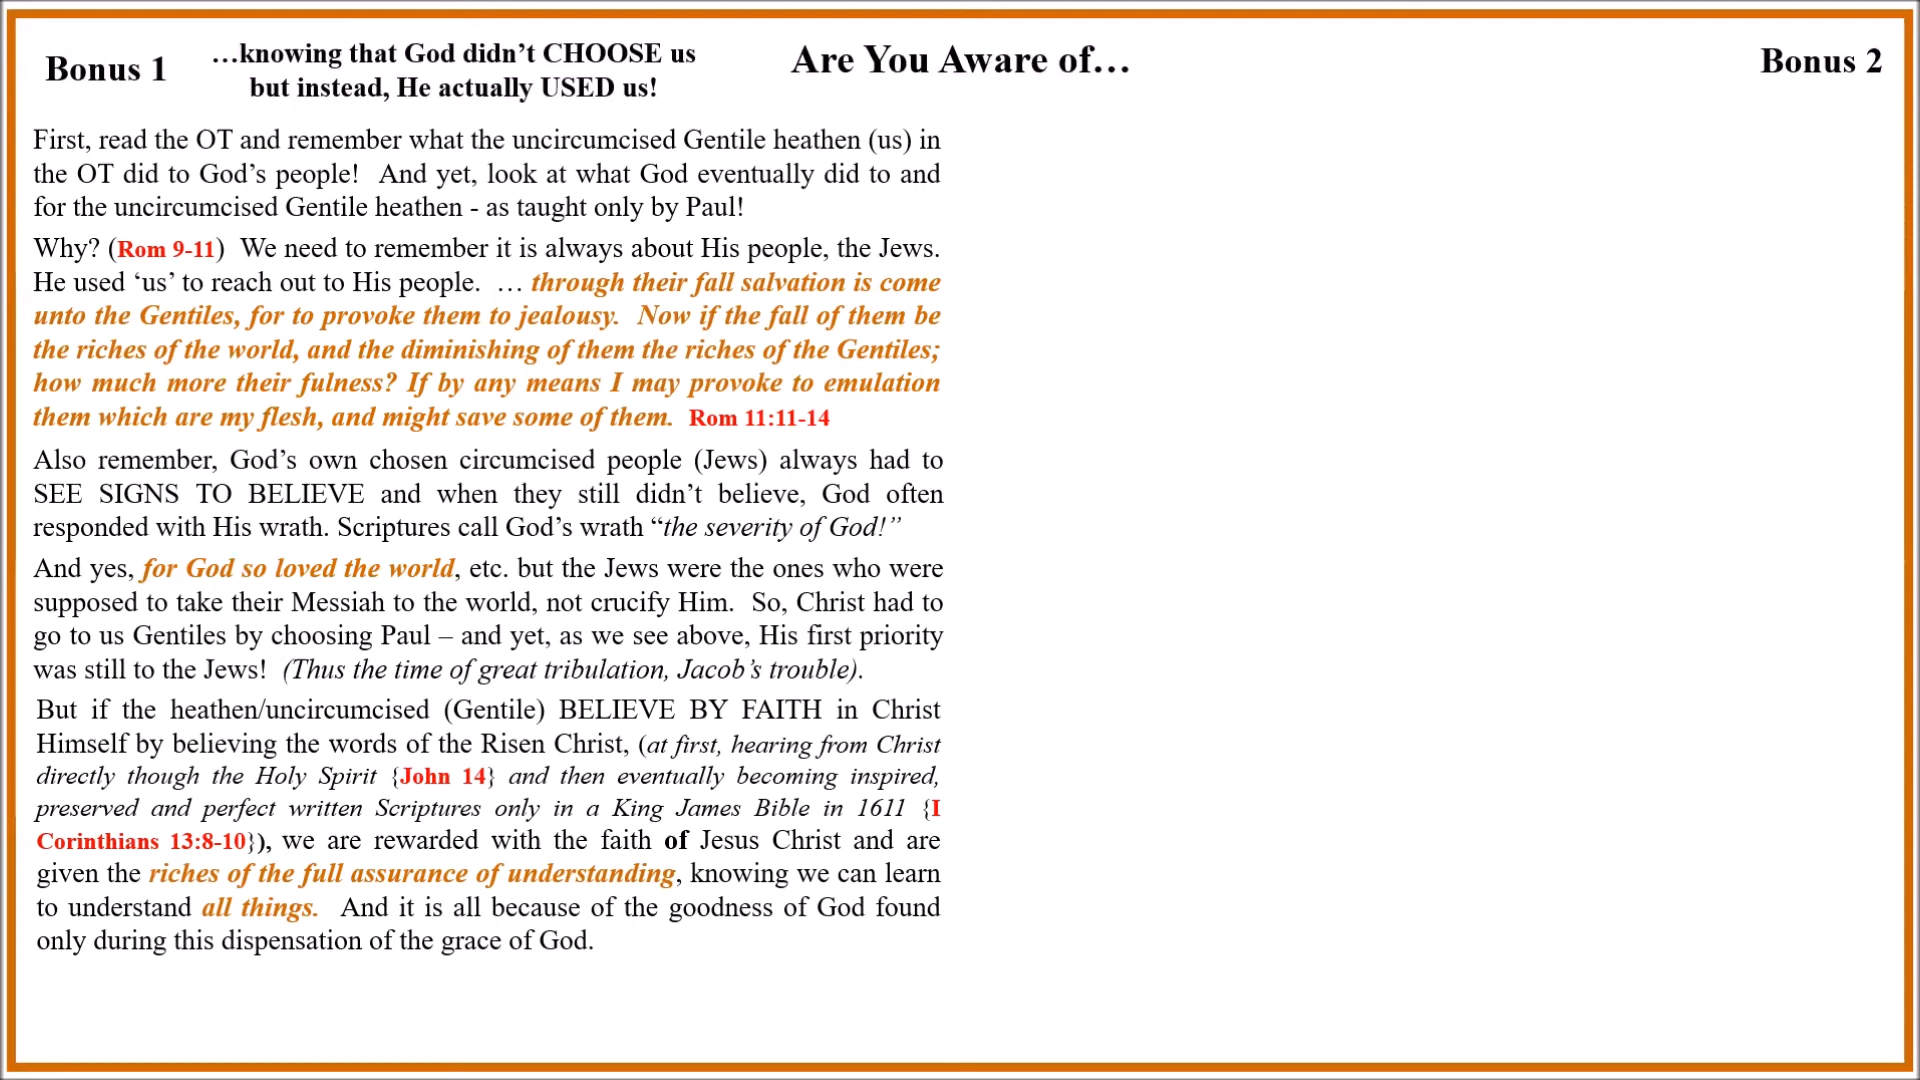 Bonus 1
…knowing that God didn’t CHOOSE us
but instead, He actually USED us!
Are You Aware of…
Bonus 2
First, read the OT and remember what the uncircumcised Gentile heathen (us) in
the OT did to God’s people!  And yet, look at what God eventually did to and
for the uncircumcised Gentile heathen - as taught only by Paul!
Why? (Rom 9-11)  We need to remember it is always about His people, the Jews.
He used ‘us’ to reach out to His people.  … through their fall salvation is come
unto the Gentiles, for to provoke them to jealousy.  Now if the fall of them be
the riches of the world, and the diminishing of them the riches of the Gentiles;
how much more their fulness? If by any means I may provoke to emulation
them which are my flesh, and might save some of them.  Rom 11:11-14
Also remember, God’s own chosen circumcised people (Jews) always had to
SEE SIGNS TO BELIEVE and when they still didn’t believe, God often
responded with His wrath. Scriptures call God’s wrath “the severity of God!”
And yes, for God so loved the world, etc. but the Jews were the ones who were
supposed to take their Messiah to the world, not crucify Him.  So, Christ had to
go to us Gentiles by choosing Paul – and yet, as we see above, His first priority
was still to the Jews!  (Thus the time of great tribulation, Jacob’s trouble).
But if the heathen/uncircumcised (Gentile) BELIEVE BY FAITH in Christ
Himself by believing the words of the Risen Christ, (at first, hearing from Christ
directly though the Holy Spirit {John 14} and then eventually becoming inspired,
preserved and perfect written Scriptures only in a King James Bible in 1611 {I
Corinthians 13:8-10}), we are rewarded with the faith of Jesus Christ and are
given the riches of the full assurance of understanding, knowing we can learn
to understand all things.  And it is all because of the goodness of God found
only during this dispensation of the grace of God.